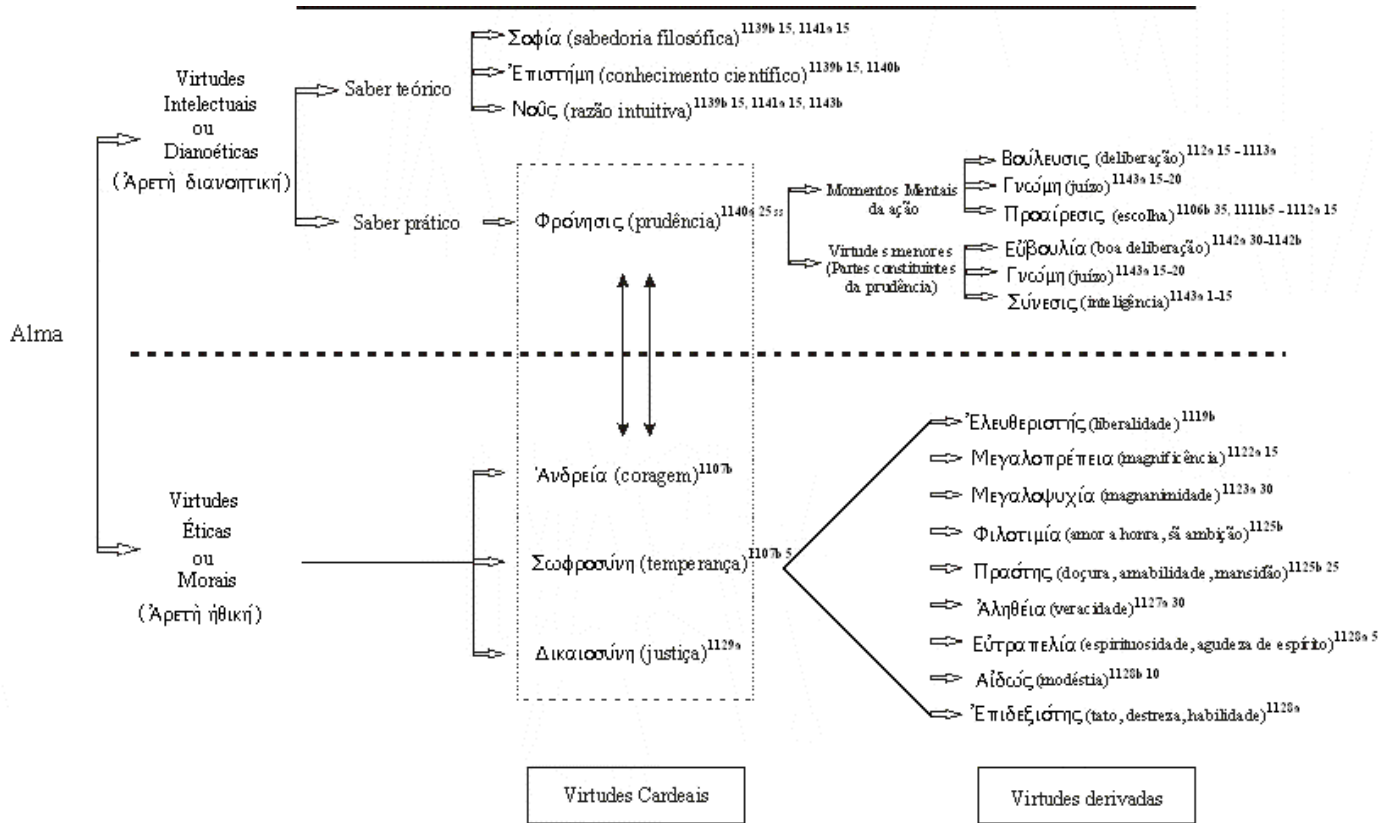 Σοφία (sabedoria filosófica)1139b 15, 1141a 15
Ἐπιστήμη (conhecimento científico)1139b 15, 1140b
Νοῦς (razão intuitiva)1139b 15, 1141a 15, 1143b
Virtudes
Intelectuais
ou
Dianoéticas
(Ἀρετὴ διανοητική)
Saber teórico
Saber prático
Φρόνησις (prudência)1140a 25 ss
Momentos Mentais
da ação
Βούλευσις (deliberação)112a 15 – 1113a
Γνώμη (juízo)1143a 15-20
Προαίρεσις (escolha)1106b 35, 1111b5 – 1112a 15
Virtudes menores
(Partes constituintes
da prudência)
Εὐβουλία (boa deliberação)1142a 30-1142b
Γνώμη (juízo)1143a 15-20
Σύνεσις (inteligência)1143a 1-15
Alma
Virtudes
Éticas
ou
Morais
(Ἀρετὴ ἠθική)
Ἀνδρεία (coragem)1107b
Σωφροσύνη (temperança)1107b 5
Δικαιοσύνη (justiça)1129a
Ἐλευθεριστής (liberalidade)1119b
Μεγαλοπρέπεια (magnificência)1122a 15
Μεγαλοψυχία (magnanimidade)1123a 30
Φιλοτιμία (amor a honra, sã ambição)1125b
Πραστης (doçura, amabilidade, mansidão)1125b 25
Ἀληθεία (veracidade)1127a 30
Εὐτραπελία (espirituosidade, agudeza de espírito)1128a 5
Αἰδώς (modéstia)1128b 10
Ἐπιδεξιστης (tato, destreza, habilidade)1128a
Virtudes Cardeais
Virtudes derivadas